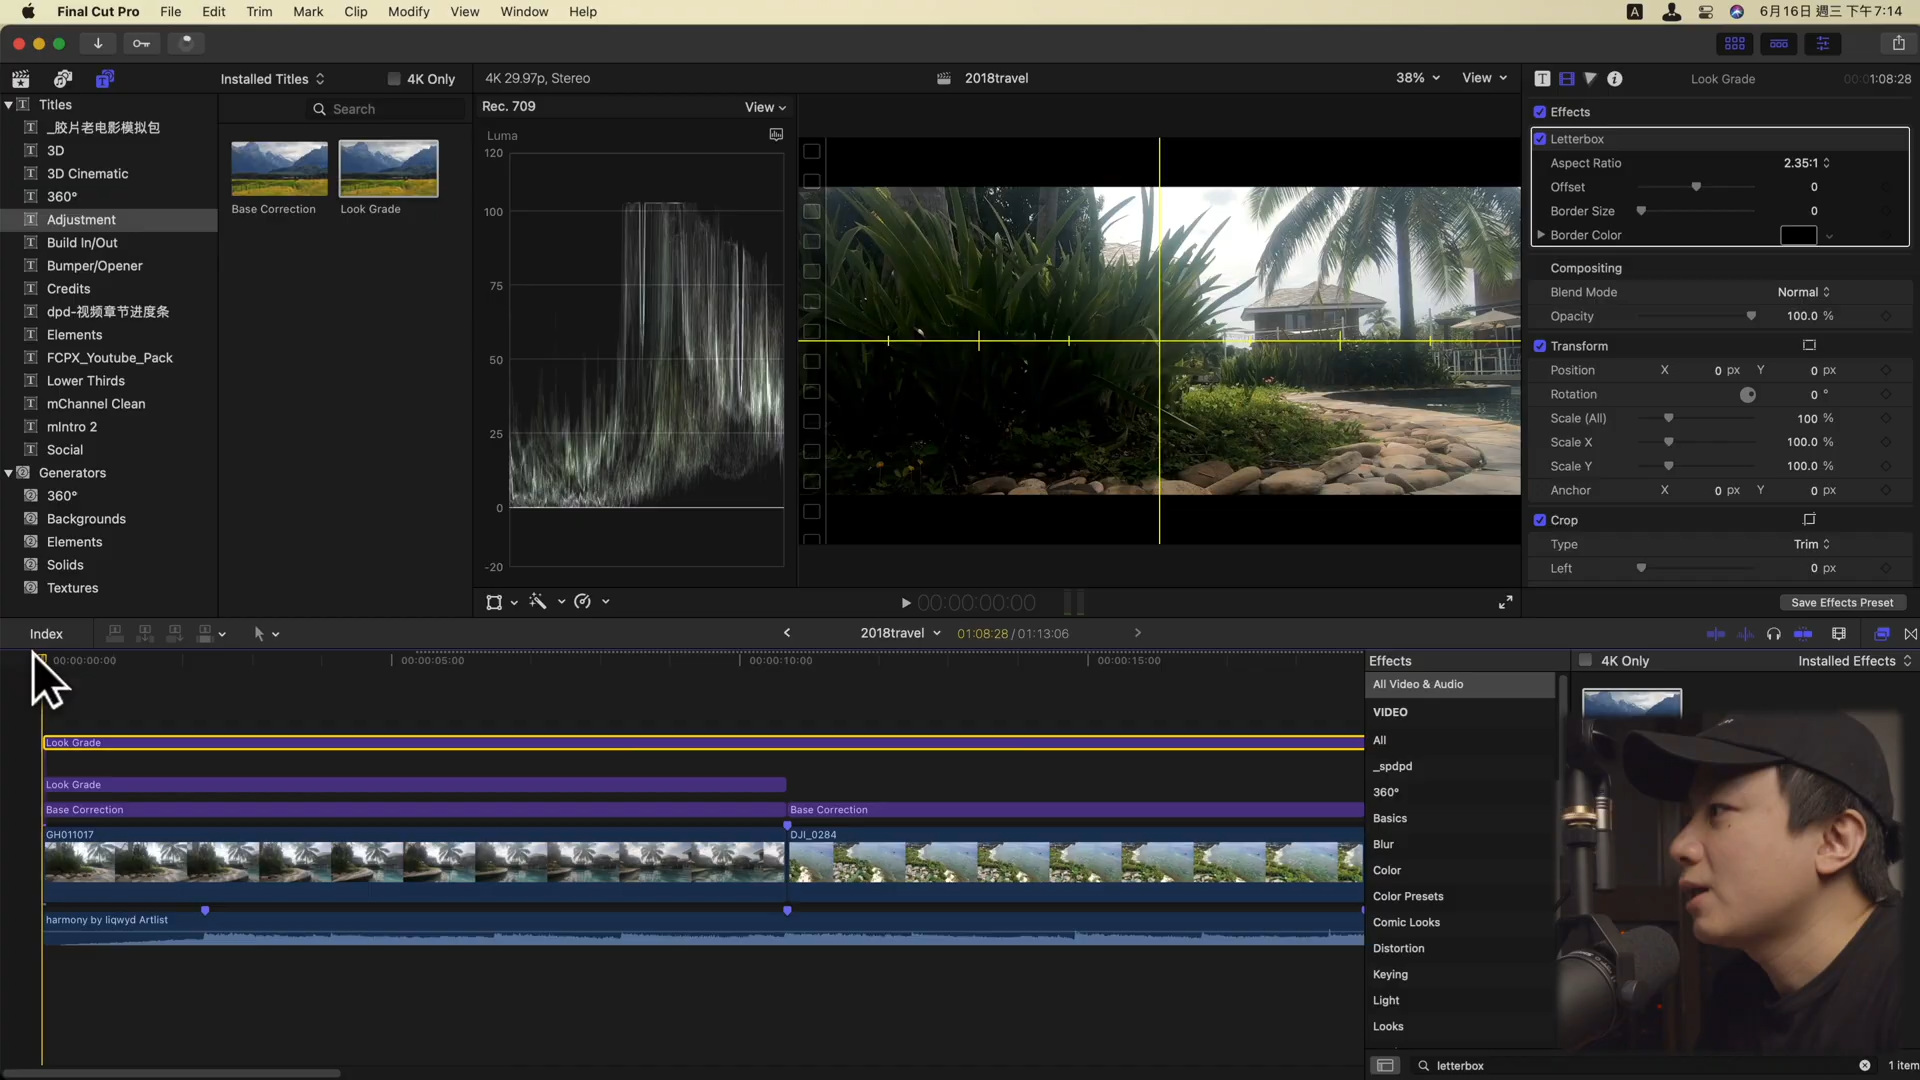 Final Cut Pro File Edit Trim Mark Clip Modify View Window Help
A 6月16日 週三 下午7:14
Installed Titles 4K Only
4K 29.97p, Stereo 2018travel 38% View
Look Grade 00:01:08:28
Titles
_胶片老电影模拟包
3D
3D Cinematic
360°
Adjustment
Build In/Out
Bumper/Opener
Credits
dpd-视频章节进度条
Elements
FCPX_Youtube_Pack
Lower Thirds
mChannel Clean
mIntro 2
Social
Generators
360°
Backgrounds
Elements
Solids
Textures
Search
Base Correction
Look Grade
Rec. 709 View
Luma
120
100
75
50
25
0
-20
Effects
Letterbox
Aspect Ratio 2.35:1
Offset 0
Border Size 0
Border Color
Compositing
Blend Mode Normal
Opacity 100.0 %
Transform
Position X 0 px Y 0 px
Rotation 0 °
Scale (All) 100 %
Scale X 100.0 %
Scale Y 100.0 %
Anchor X 0 px Y 0 px
Crop
Type Trim
Left 0 px
00:00:00:00
Save Effects Preset
Index
2018travel 01:08:28 / 01:13:06
00:00:00:00 00:00:05:00 00:00:10:00 00:00:15:00
Look Grade
Look Grade
Base Correction Base Correction
GH011017 DJI_0284
harmony by liqwyd Artlist
Effects 4K Only Installed Effects
All Video & Audio
VIDEO
All
_spdpd
360°
Basics
Blur
Color
Color Presets
Comic Looks
Distortion
Keying
Light
Looks
letterbox
1 item